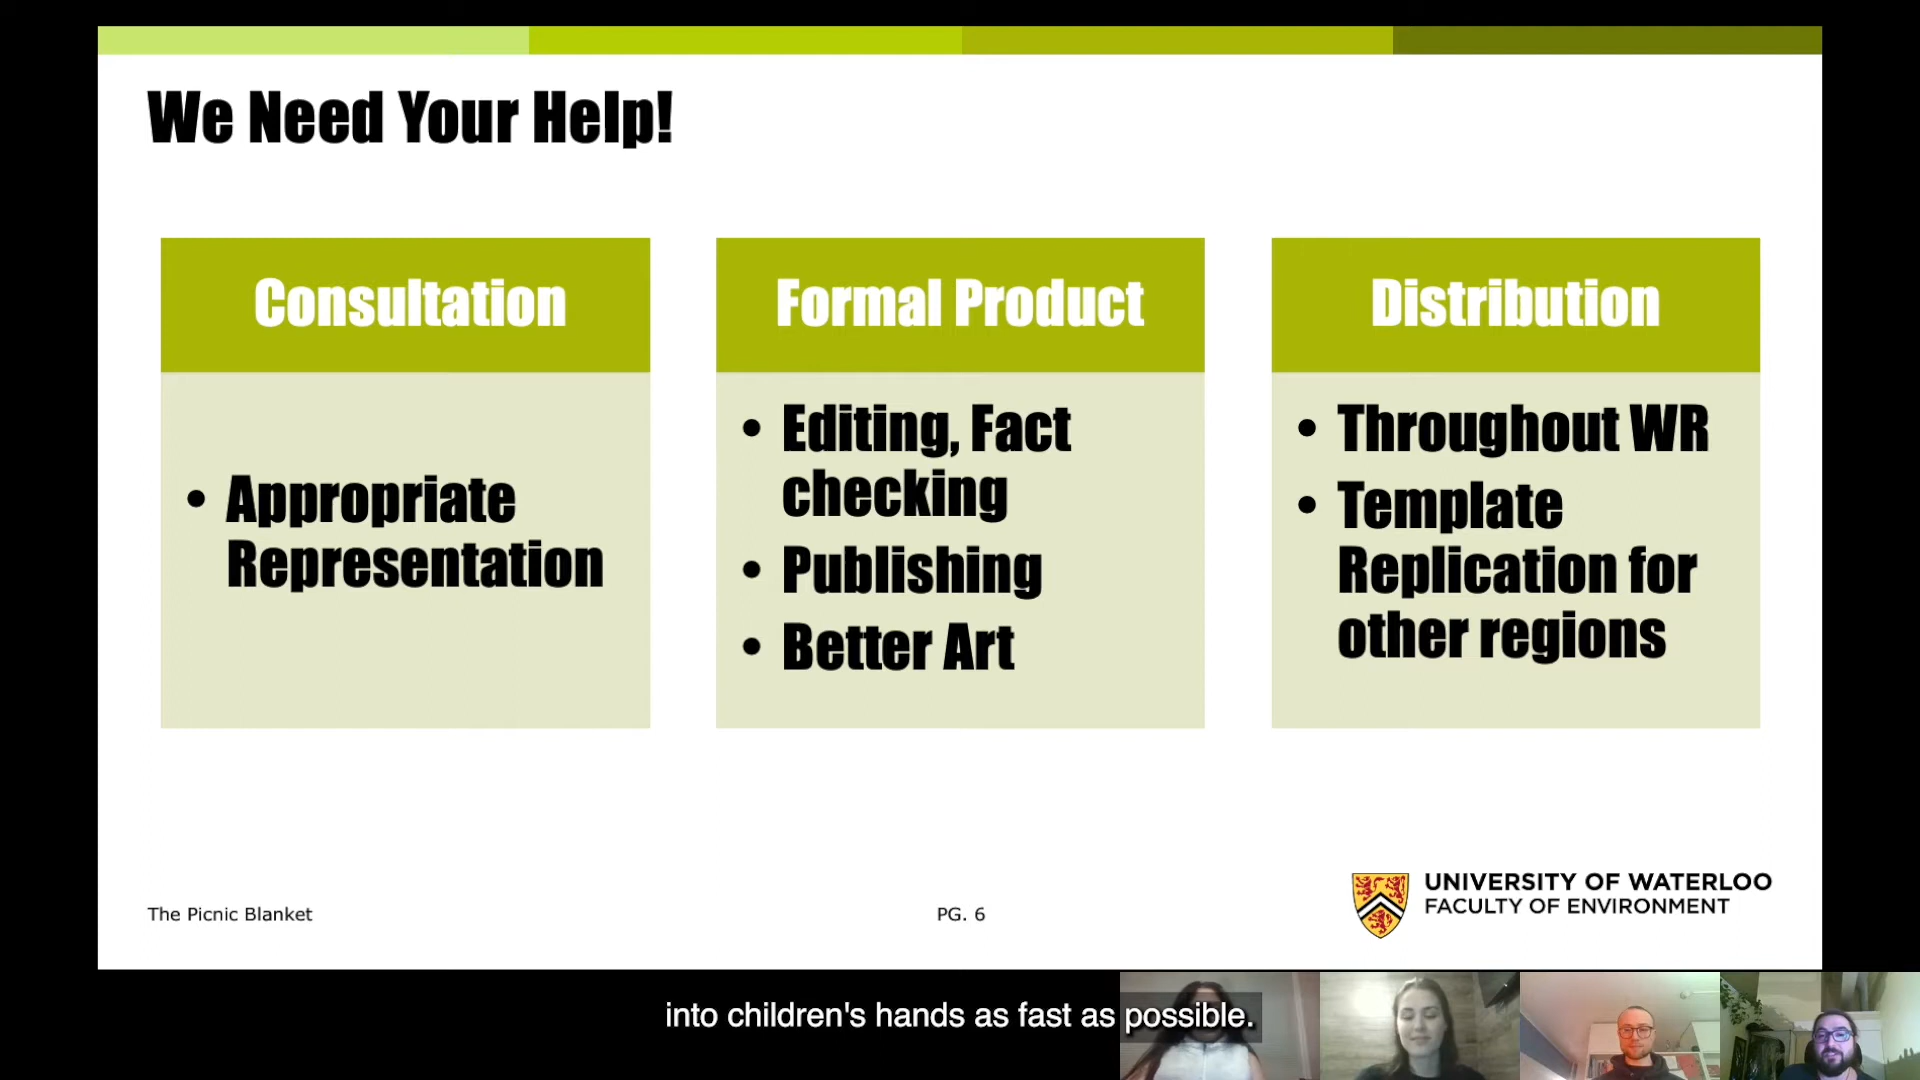 We Need Your Help!
Consultation
• Appropriate
Representation
Formal Product
• Editing, Fact
checking
• Publishing
• Better Art
Distribution
• Throughout WR
• Template
Replication for
other regions
The Picnic Blanket
PG. 6
UNIVERSITY OF WATERLOO
FACULTY OF ENVIRONMENT
into children's hands as fast as possible.